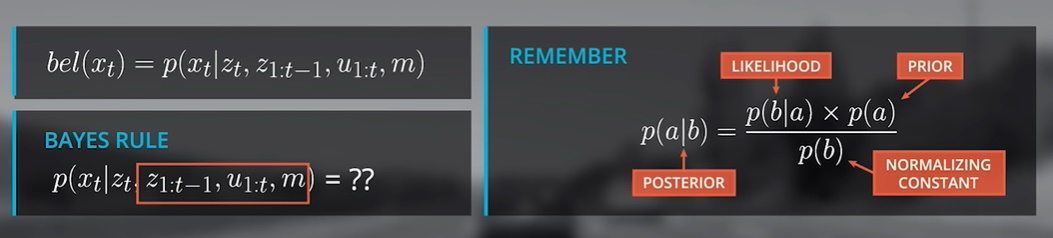 bel(x_t) = p(x_t|z_t, z_{1:t−1}, u_{1:t}, m)
BAYES RULE
p(x_t|z_t, z_{1:t−1}, u_{1:t}, m) = ??
REMEMBER
LIKELIHOOD
PRIOR
p(a|b) = \frac{p(b|a) × p(a)}{p(b)}
POSTERIOR
NORMALIZING
CONSTANT